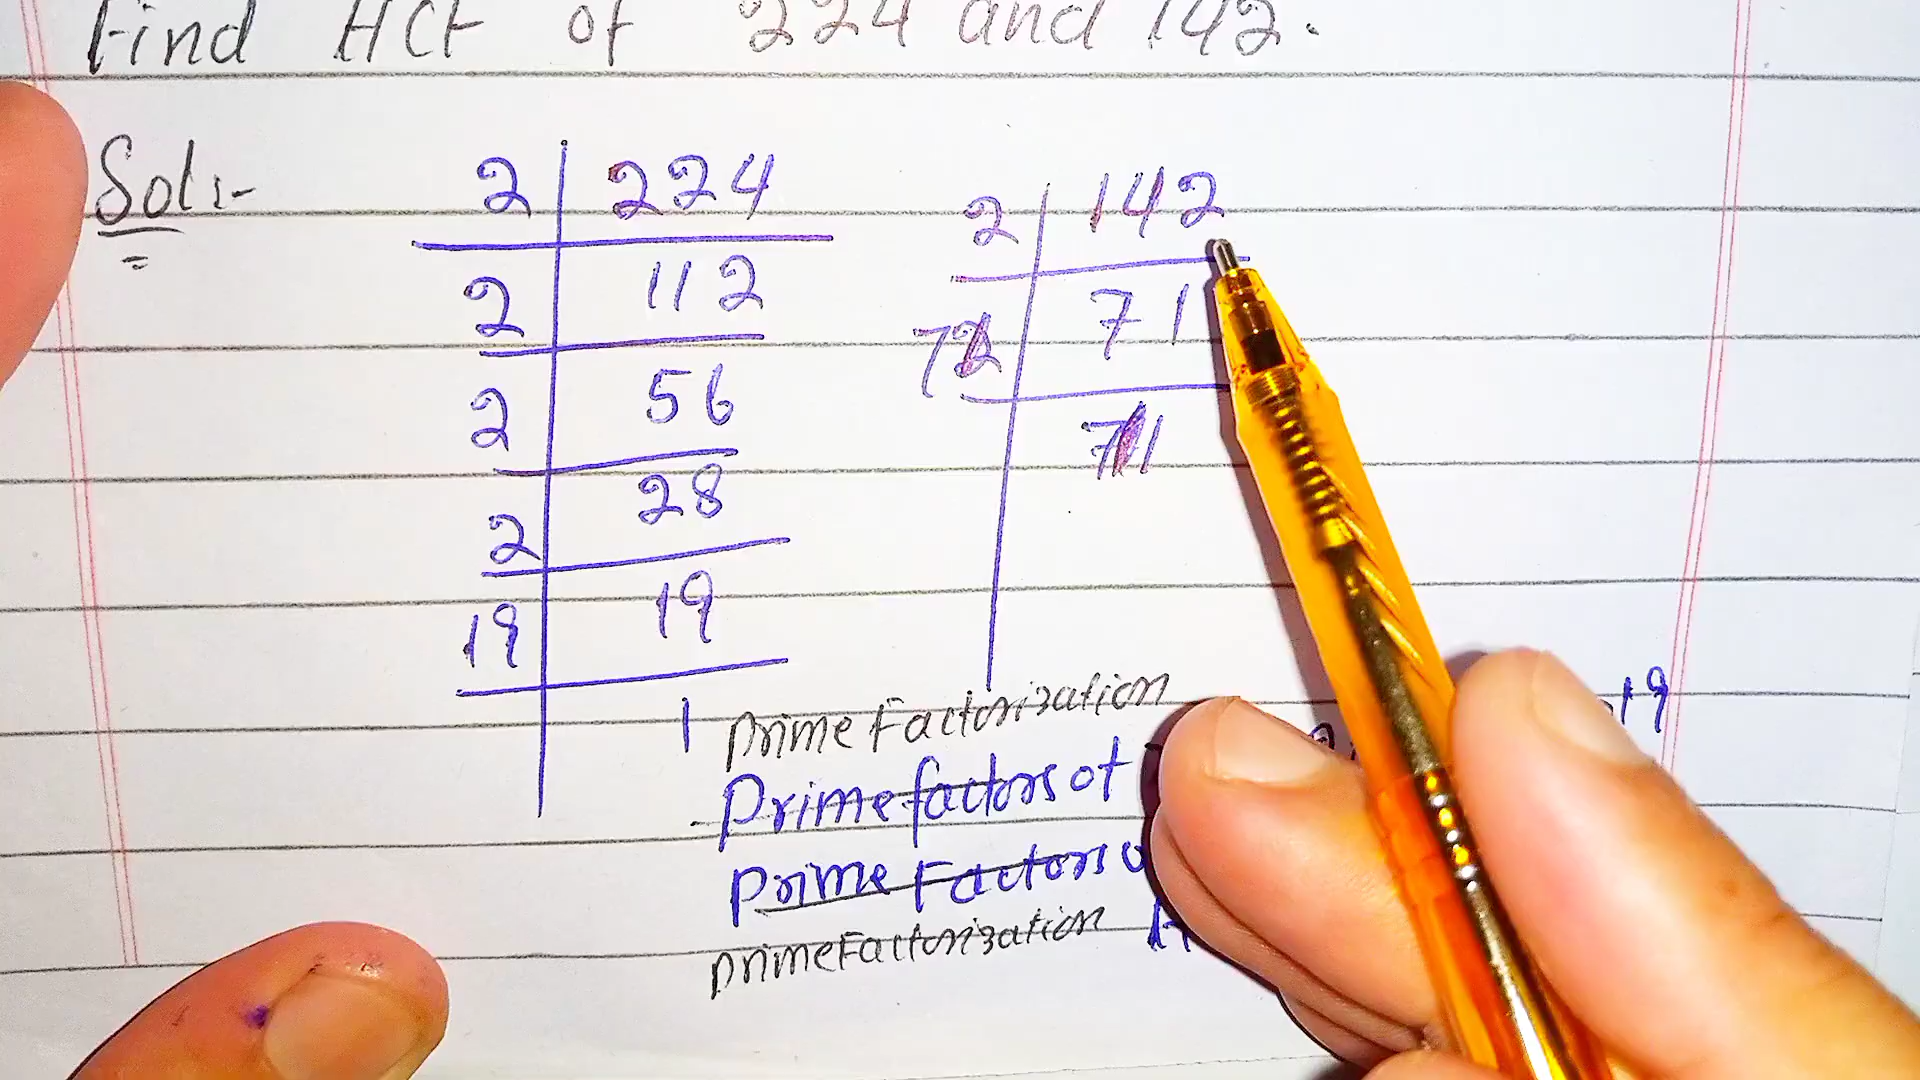 Find HCF of 224 and 142.
Sol:-
2 | 224
2 | 112
2 | 56
2 | 28
19 | 19
1
2 | 142
71
71
1
Prime Factorization
Prime factors of
19
Prime Factors
Prime Factorization